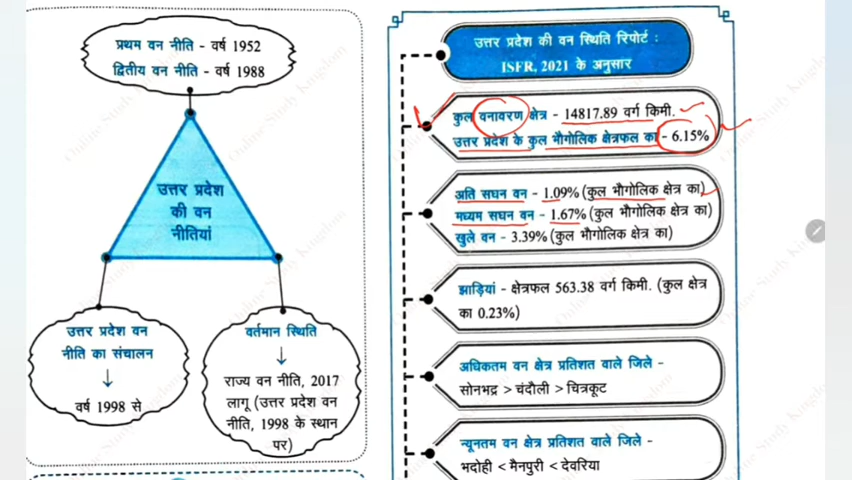 प्रथम वन नीति - वर्ष 1952
द्वितीय वन नीति - वर्ष 1988
उत्तर प्रदेश
की वन
नीतियां
उत्तर प्रदेश वन
नीति का संचालन
↓
वर्ष 1998 से
वर्तमान स्थिति
↓
राज्य वन नीति, 2017
लागू (उत्तर प्रदेश वन
नीति, 1998 के स्थान
पर)
उत्तर प्रदेश की वन स्थिति रिपोर्ट :
ISFR, 2021 के अनुसार
कुल वनावरण क्षेत्र - 14817.89 वर्ग किमी.
उत्तर प्रदेश के कुल भौगोलिक क्षेत्रफल का - 6.15%
अति सघन वन - 1.09% (कुल भौगोलिक क्षेत्र का)
मध्यम सघन वन - 1.67% (कुल भौगोलिक क्षेत्र का)
खुले वन - 3.39% (कुल भौगोलिक क्षेत्र का)
झाड़ियां - क्षेत्रफल 563.38 वर्ग किमी. (कुल क्षेत्र
का 0.23%)
अधिकतम वन क्षेत्र प्रतिशत वाले जिले -
सोनभद्र > चंदौली > चित्रकूट
न्यूनतम वन क्षेत्र प्रतिशत वाले जिले -
भदोही < मैनपुरी < देवरिया
Online Study Kingdom